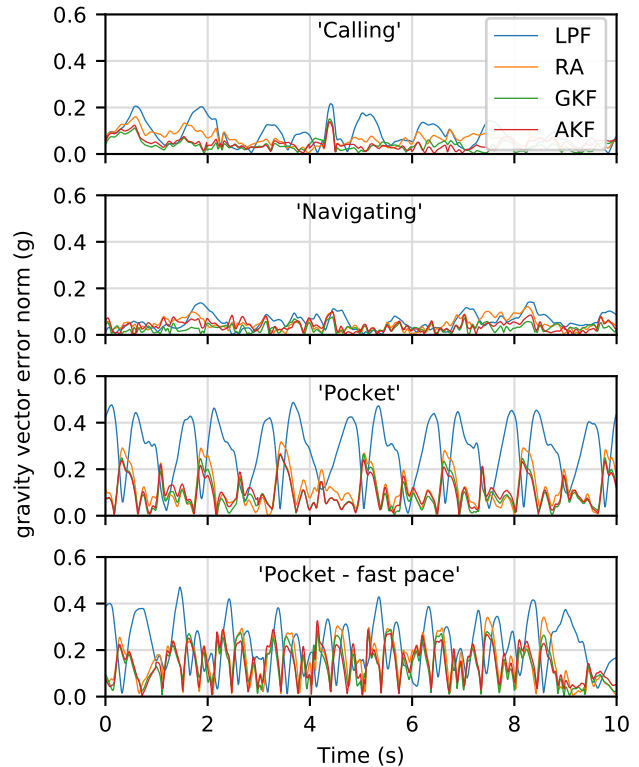 'Calling'
LPF
RA
GKF
AKF
0.6
0.4
0.2
0.0
'Navigating'
0.6
0.4
0.2
0.0
gravity vector error norm (g)
'Pocket'
0.6
0.4
0.2
0.0
'Pocket - fast pace'
0.6
0.4
0.2
0.0
0 2 4 6 8 10
Time (s)